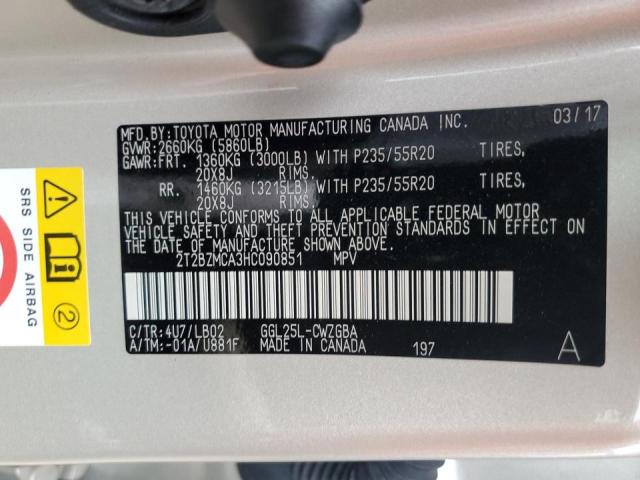 MFD.BY:TOYOTA MOTOR MANUFACTURING CANADA INC. 03/17
GVWR:2660KG (5860LB)
GAWR:FRT. 1360KG (3000LB) WITH P235/55R20 TIRES,
20X8J RIMS.
RR. 1460KG (3215LB) WITH P235/55R20 TIRES,
20X8J RIMS.
THIS VEHICLE CONFORMS TO ALL APPLICABLE FEDERAL MOTOR
VEHICLE SAFETY AND THEFT PREVENTION STANDARDS IN EFFECT ON
THE DATE OF MANUFACTURE SHOWN ABOVE.
2T2BZMCA3HC090851 MPV
C/TR:4U7/LB02 GGL25L-CWZGBA
A/TM:-01A/U881F MADE IN CANADA 197 A
SRS SIDE AIRBAG
2